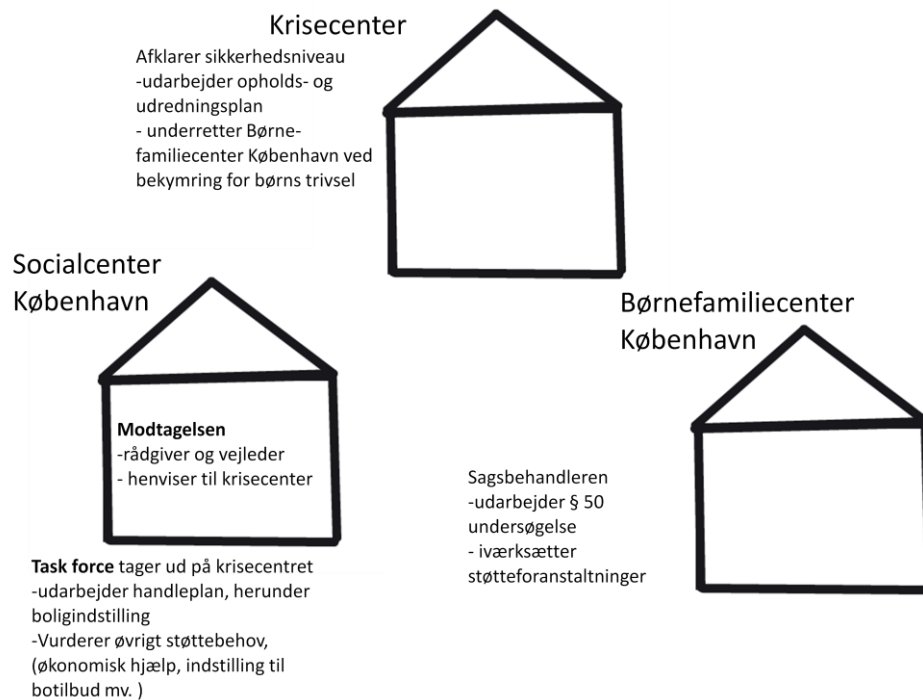 Krisecenter
Afklarer sikkerhedsniveau
-udarbejder opholds- og
udredningsplan
- underretter Børne-
familiecenter København ved
bekymring for børns trivsel
Socialcenter
København
Modtagelsen
-rådgiver og vejleder
- henviser til krisecenter
Task force tager ud på krisecentret
-udarbejder handleplan, herunder
boligindstilling
-Vurderer øvrigt støttebehov,
(økonomisk hjælp, indstilling til
botilbud mv. )
Børnefamiliecenter
København
Sagsbehandleren
-udarbejder § 50
undersøgelse
- iværksætter
støtteforanstaltninger